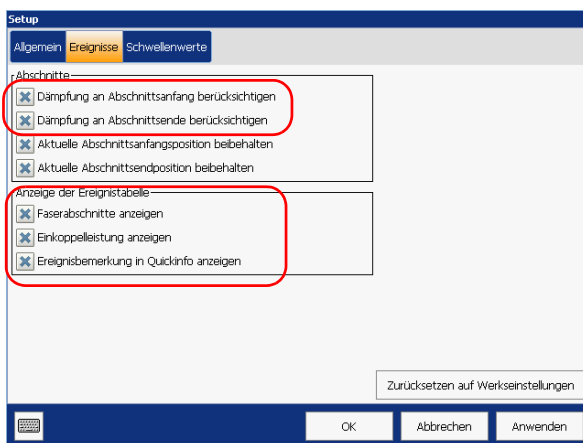 Setup
Allgemein Ereignisse Schwellenwerte
Abschnitte
Dämpfung an Abschnittsanfang berücksichtigen
Dämpfung an Abschnittsende berücksichtigen
Aktuelle Abschnittsanfangsposition beibehalten
Aktuelle Abschnittsendposition beibehalten
Anzeige der Ereignistabelle
Faserabschnitte anzeigen
Einkoppelleistung anzeigen
Ereignisbemerkung in Quickinfo anzeigen
Zurücksetzen auf Werkseinstellungen
OK Abbrechen Anwenden